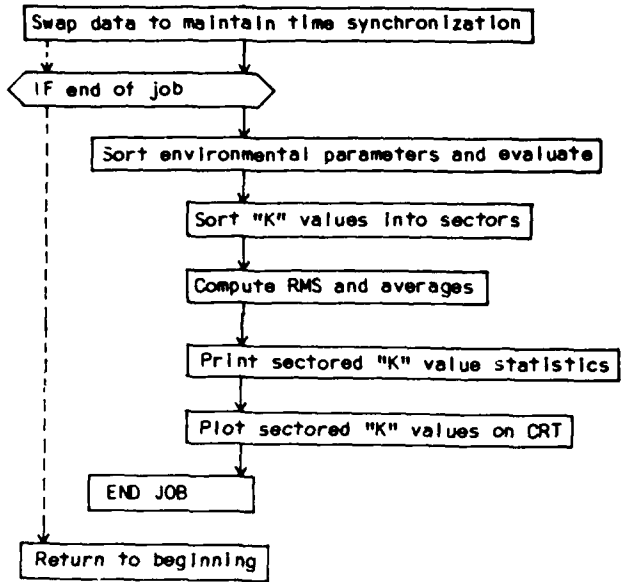 Swap data to maintain time synchronization
IF end of job
Sort environmental parameters and evaluate
Sort "K" values into sectors
Compute RMS and averages
Print sectored "K" value statistics
Plot sectored "K" values on CRT
END JOB
Return to beginning